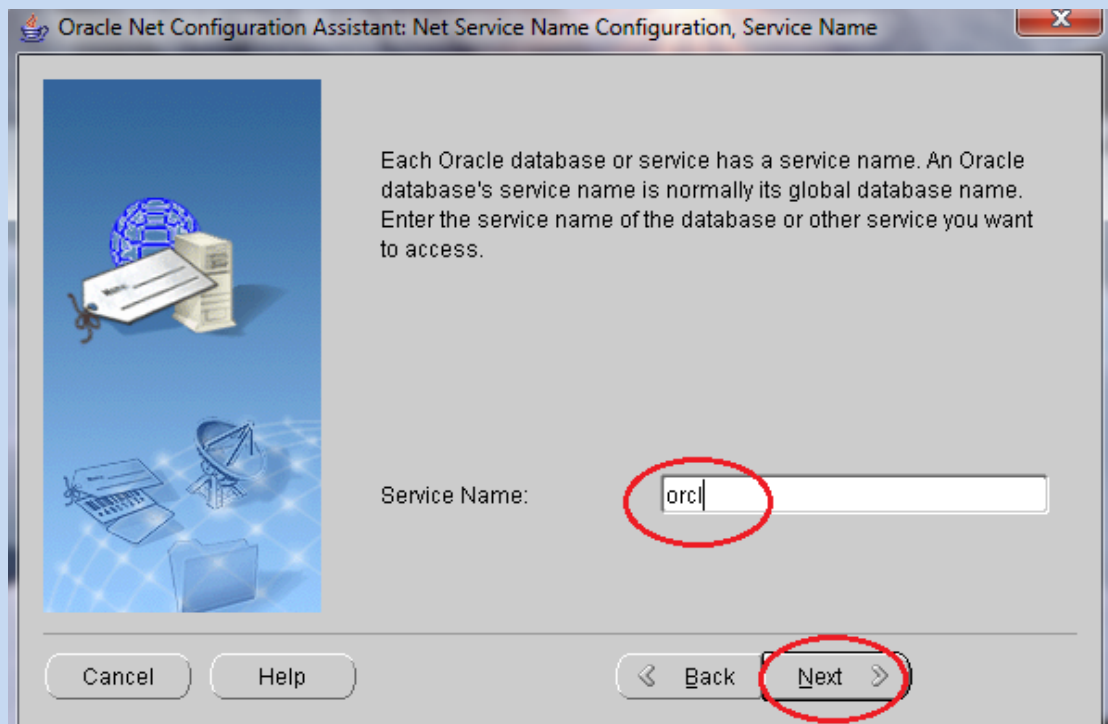 Oracle Net Configuration Assistant: Net Service Name Configuration, Service Name
Each Oracle database or service has a service name. An Oracle
database's service name is normally its global database name.
Enter the service name of the database or other service you want
to access.
Service Name: orcl
Cancel Help Back Next